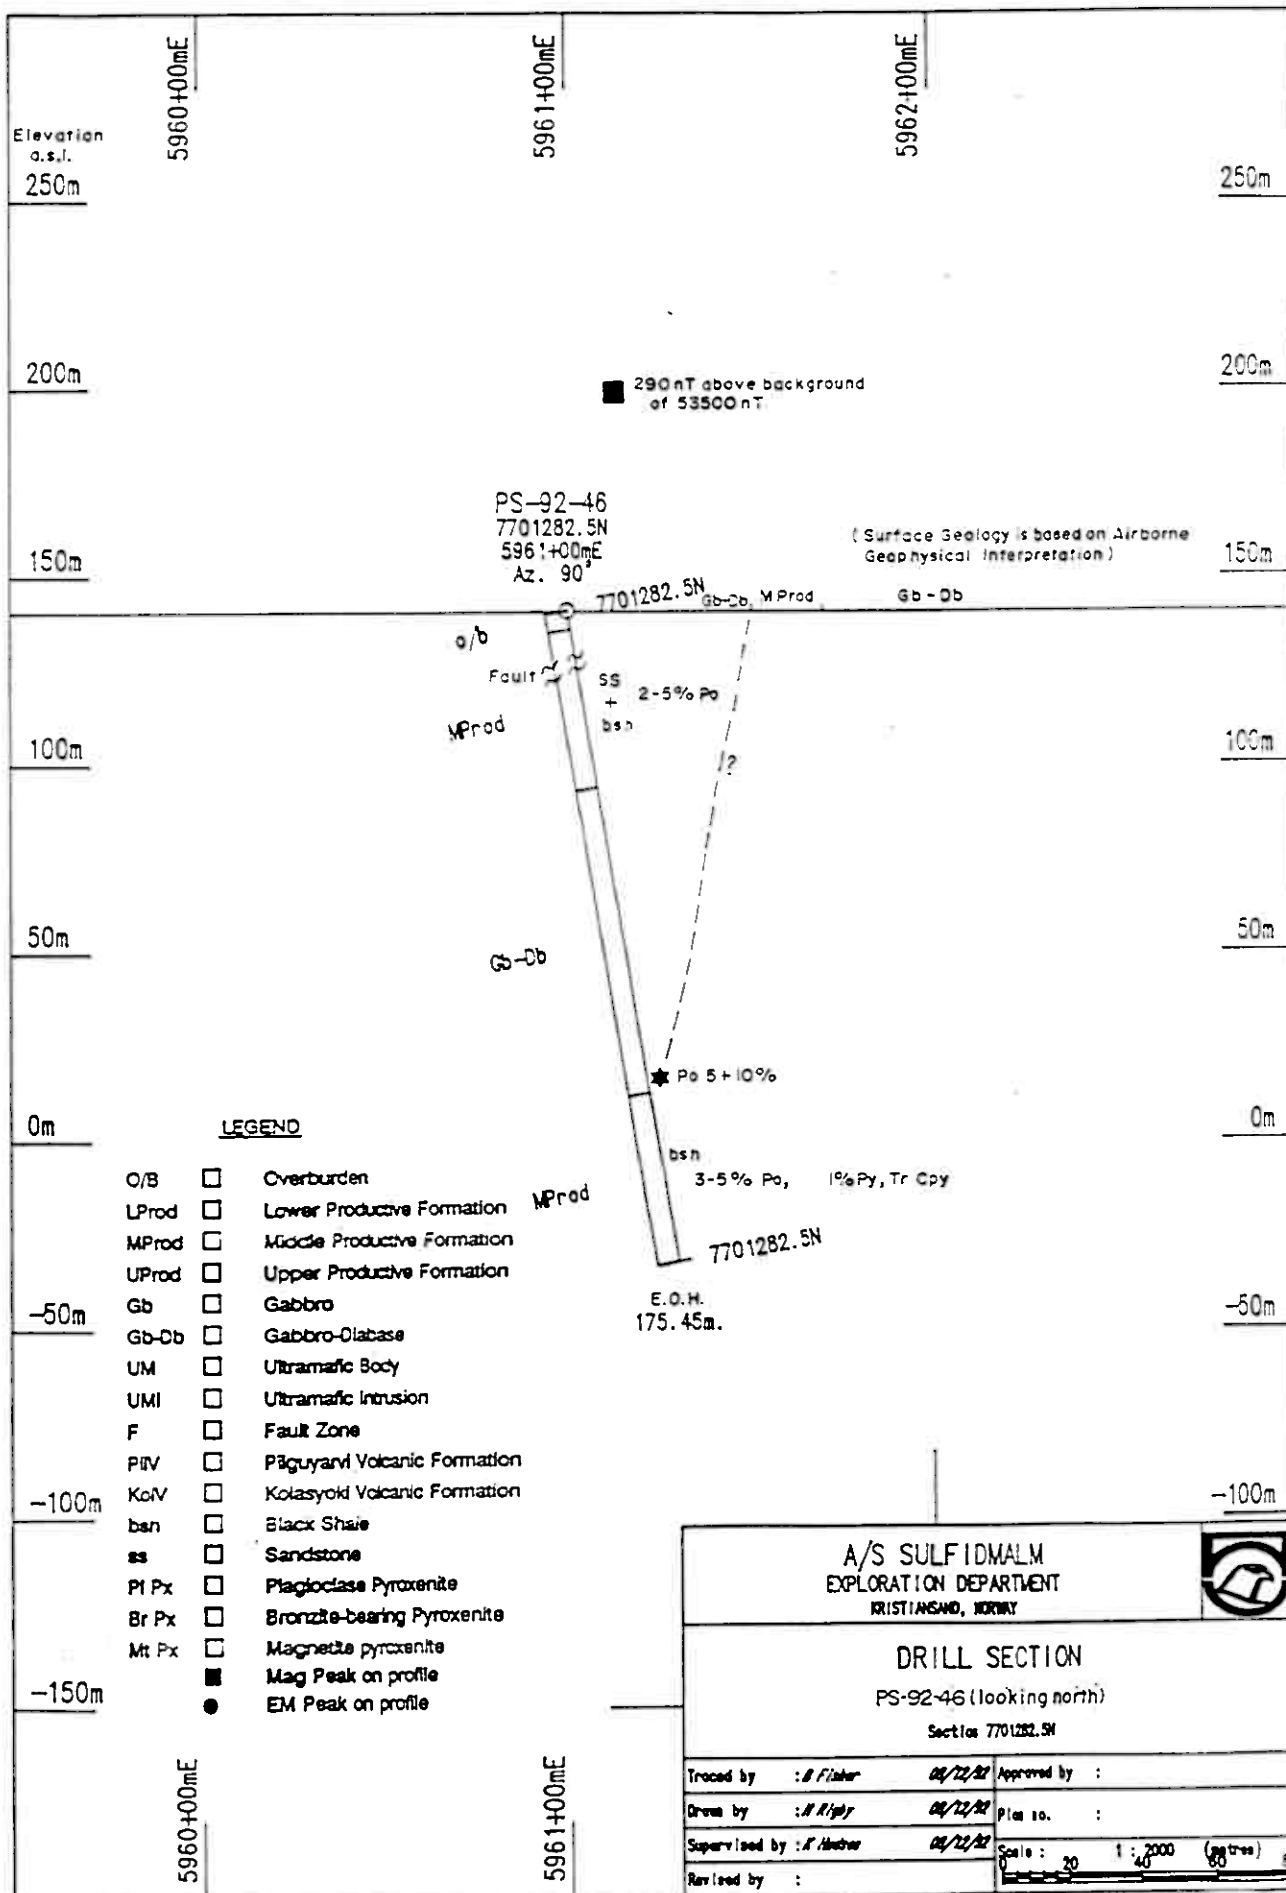 5960+00mE
5961+00mE
5962+00mE
Elevation
a.s.l.
250m
250m
200m
200m
290nT above background
of 53500nT
PS-92-46
7701282.5N
5961+00mE
Az. 90°
(Surface Geology is based on Airborne
Geophysical Interpretation)
150m
150m
7701282.5N
Gb-Db, MProd,
Gb-Db
o/b
Fault
SS
+
bsh
2-5% Po
MProd
100m
100m
?
50m
50m
Gb-Db
Po 5+10%
0m
0m
bsh
3-5% Po, 1% Py, Tr Cpy
MProd
7701282.5N
E.O.H.
175.45m.
-50m
-50m
-100m
-100m
-150m
LEGEND
O/B Overburden
LProd Lower Productive Formation
MProd Middle Productive Formation
UProd Upper Productive Formation
Gb Gabbro
Gb-Db Gabbro-Diabase
UM Ultramafic Body
UMI Ultramafic Intrusion
F Fault Zone
PilV Pilguyarvi Volcanic Formation
KolV Kolasyoki Volcanic Formation
bsh Black Shale
ss Sandstone
Pl Px Plagioclase Pyroxenite
Br Px Bronzite-bearing Pyroxenite
Mt Px Magnetite pyroxenite
Mag Peak on profile
EM Peak on profile
5960+00mE
5961+00mE
A/S SULFIDMALM
EXPLORATION DEPARTMENT
KRISTIANSAND, NORWAY
DRILL SECTION
PS-92-46 (looking north)
Section 7701282.5N
Traced by :
Approved by :
Drawn by :
Plan no. :
Supervised by :
Scale : 1 : 2000 (metres)
0 20 40 60
Revised by :